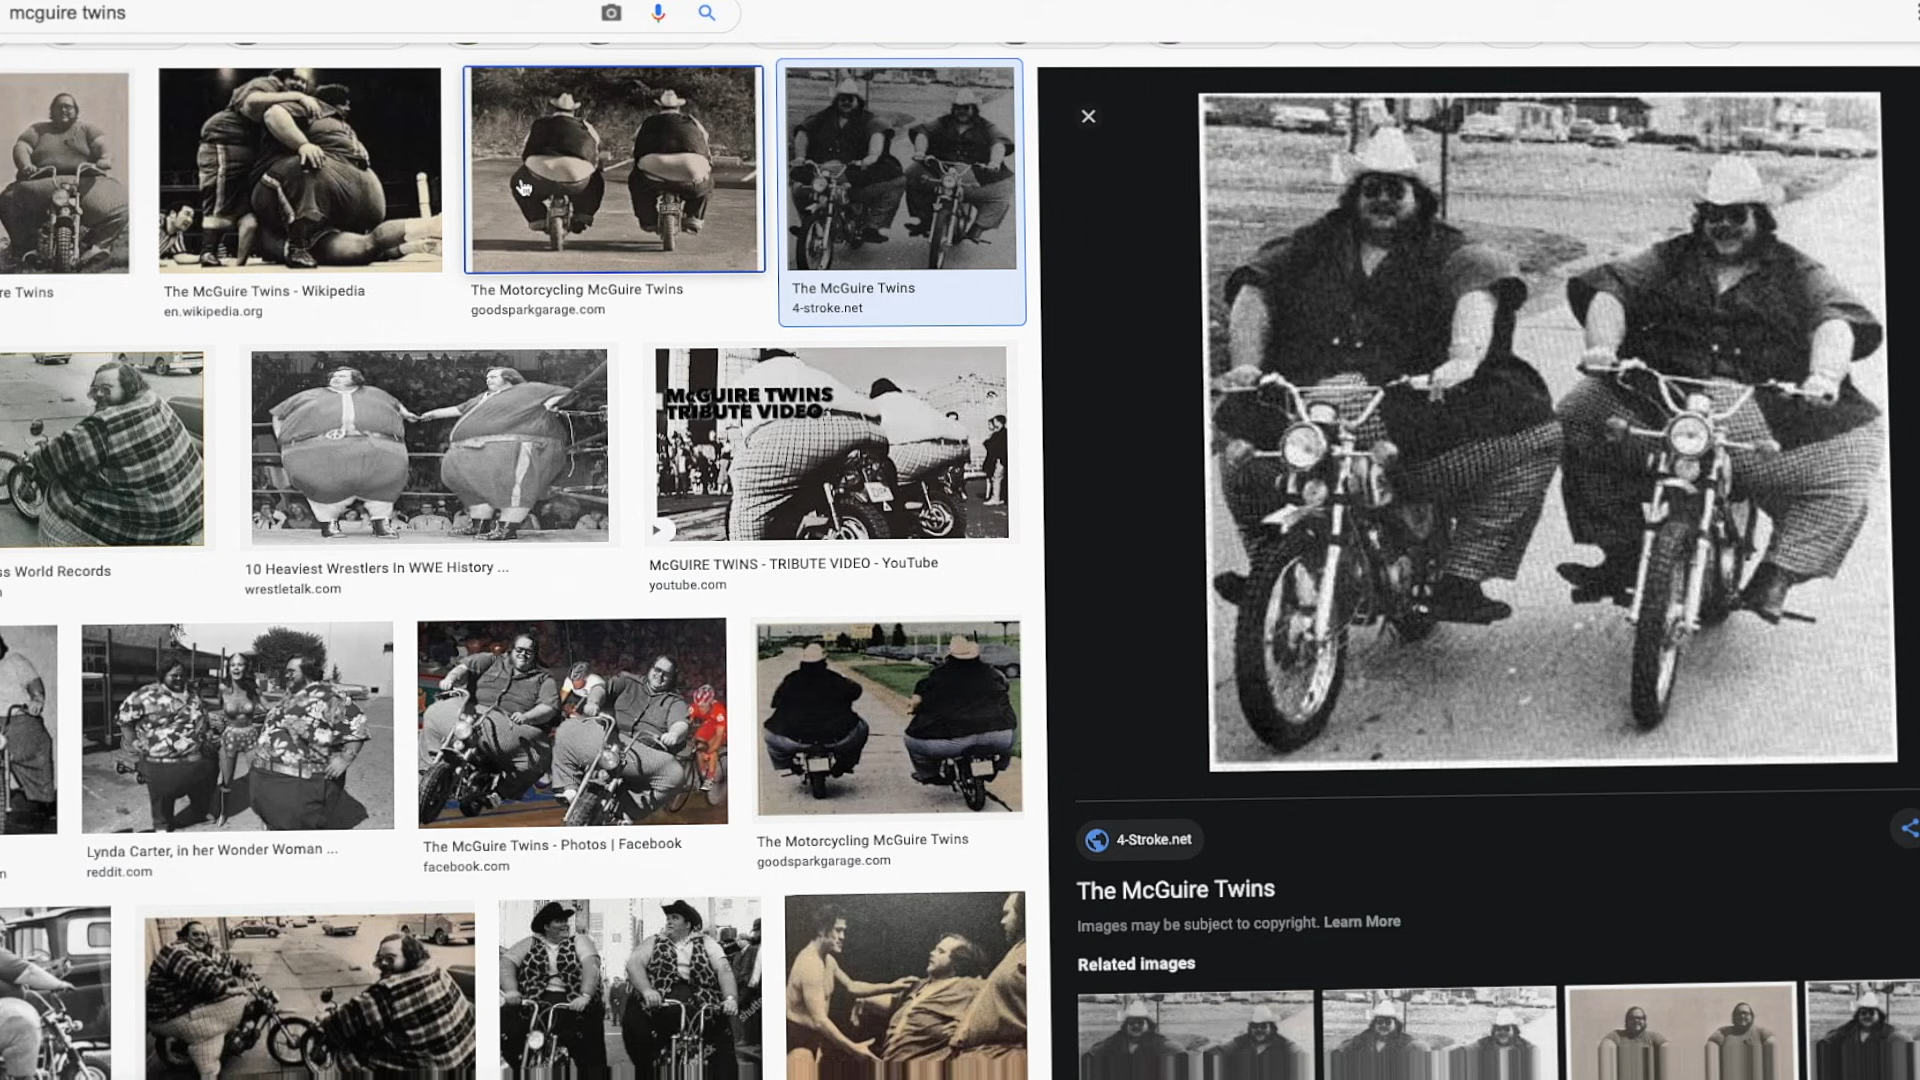 mcguire twins
re Twins
The McGuire Twins - Wikipedia
en.wikipedia.org
The Motorcycling McGuire Twins
goodsparkgarage.com
The McGuire Twins
4-stroke.net
McGUIRE TWINS
TRIBUTE VIDEO
ss World Records
10 Heaviest Wrestlers In WWE History ...
wrestletalk.com
McGUIRE TWINS - TRIBUTE VIDEO - YouTube
youtube.com
Lynda Carter, in her Wonder Woman ...
reddit.com
The McGuire Twins - Photos | Facebook
facebook.com
The Motorcycling McGuire Twins
goodsparkgarage.com
4-Stroke.net
The McGuire Twins
Images may be subject to copyright. Learn More
Related images